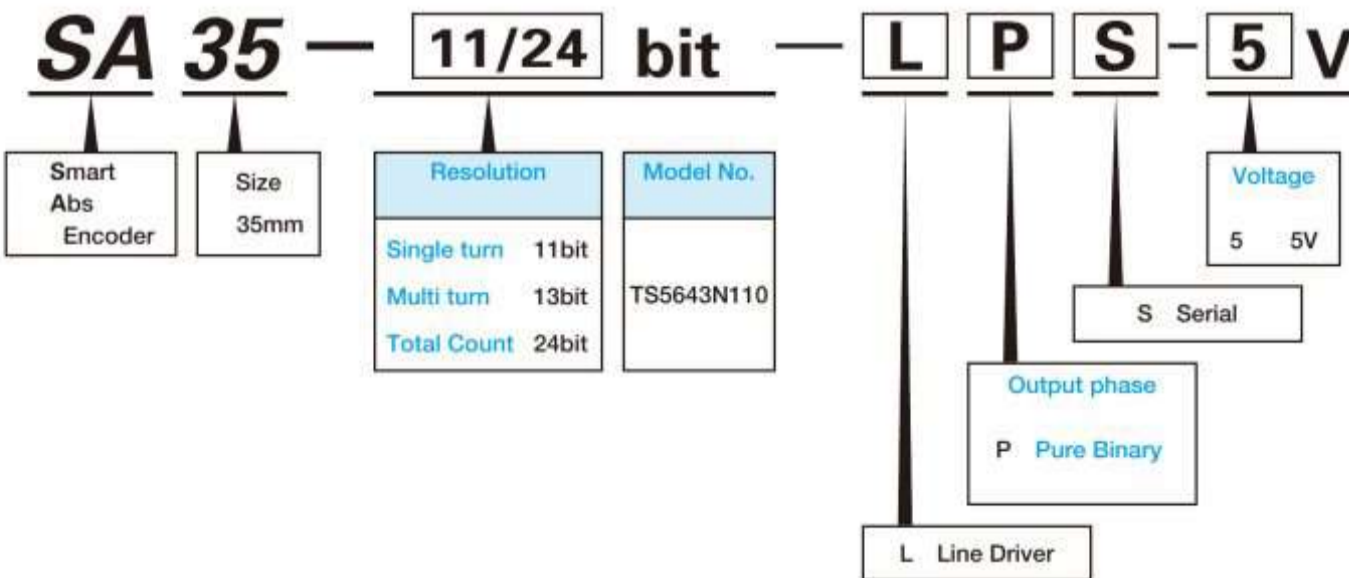 SA 35 — 11/24 bit — L P S - 5 V
Smart
Abs
Encoder
Size
35mm
Resolution
Single turn 11bit
Multi turn 13bit
Total Count 24bit
Model No.
TS5643N110
Voltage
5 5V
S Serial
Output phase
P Pure Binary
L Line Driver